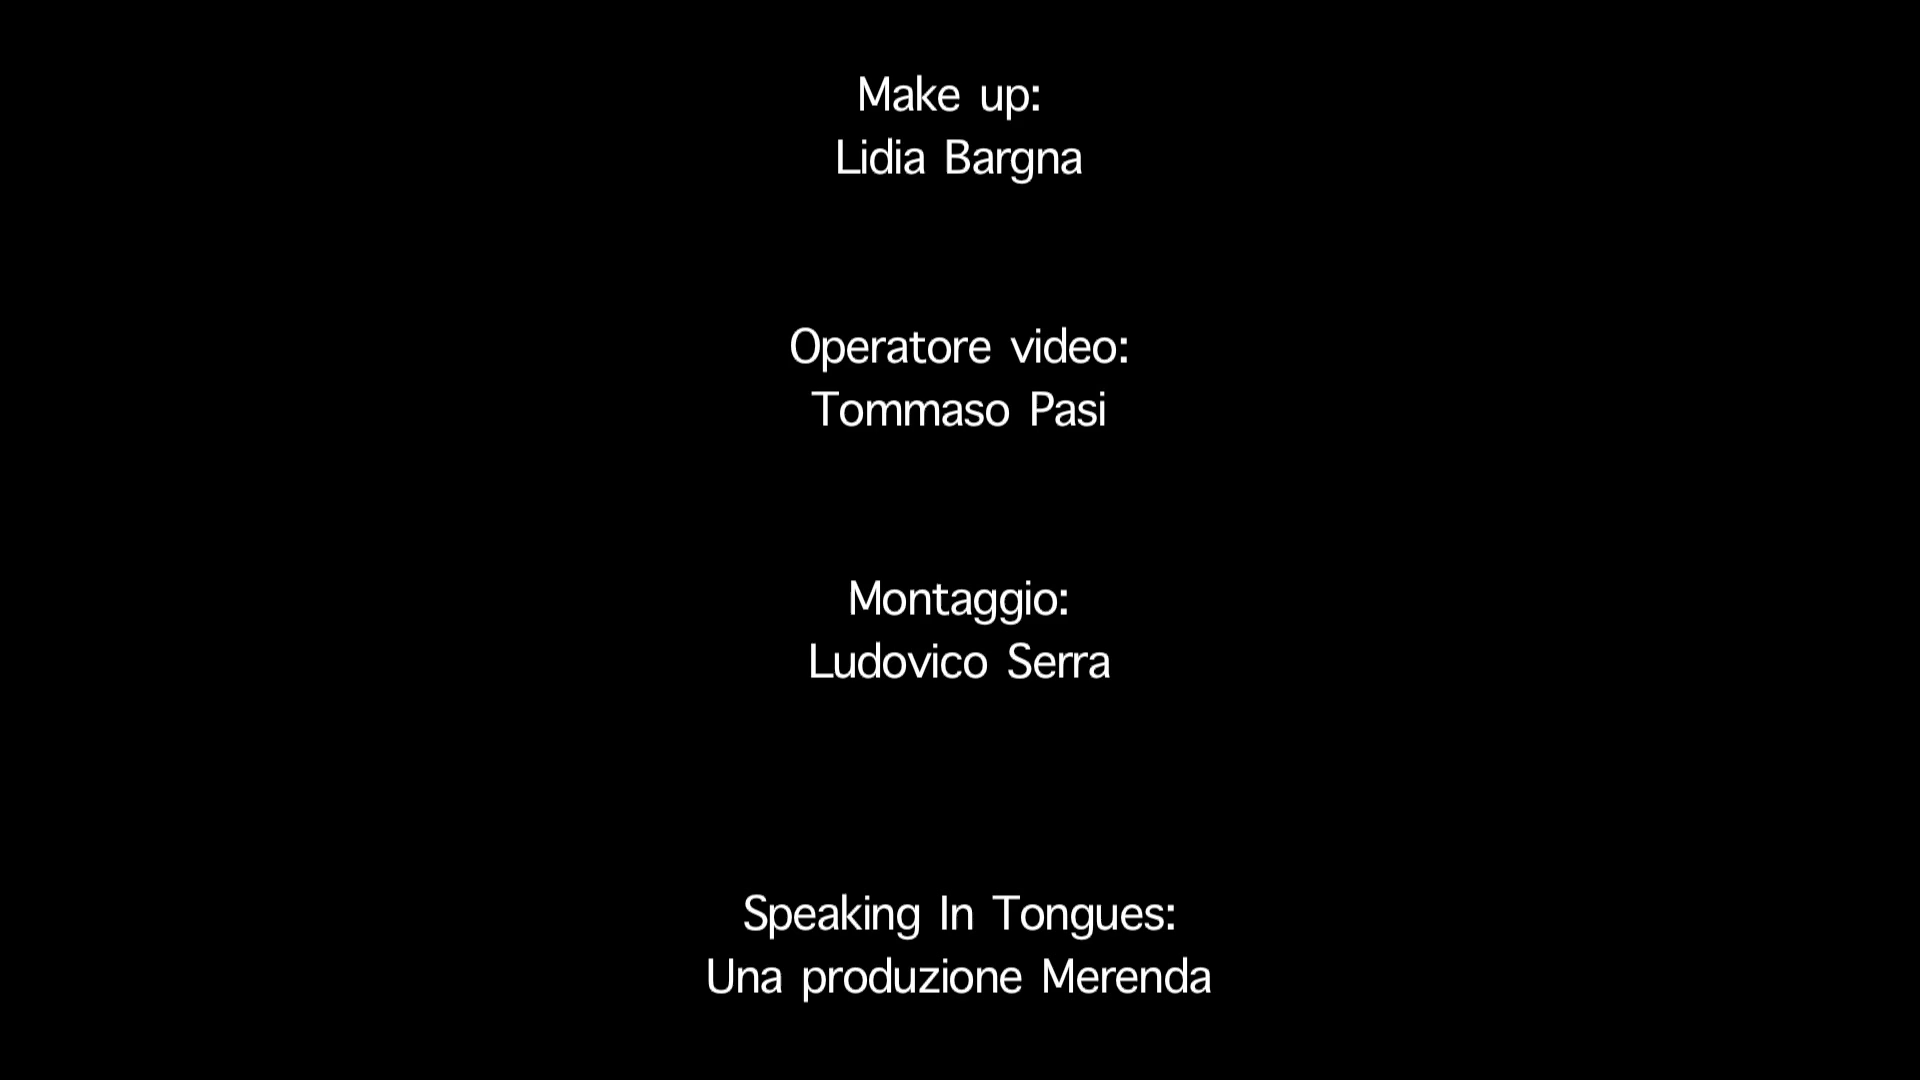 Make up:
Lidia Bargna
Operatore video:
Tommaso Pasi
Montaggio:
Ludovico Serra
Speaking In Tongues:
Una produzione Merenda